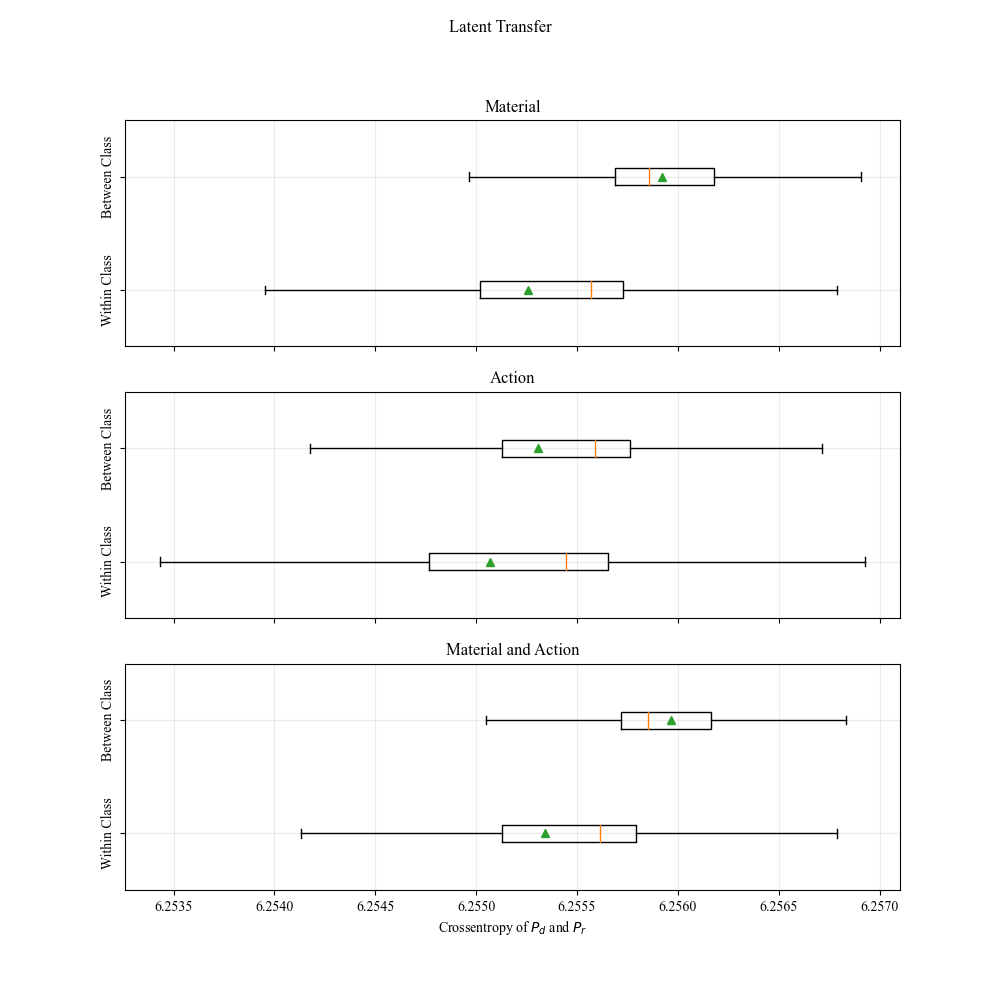 Latent Transfer
Material
Between Class
Within Class
Action
Between Class
Within Class
Material and Action
Between Class
Within Class
6.2535 6.2540 6.2545 6.2550 6.2555 6.2560 6.2565 6.2570
Crossentropy of P_d and P_r